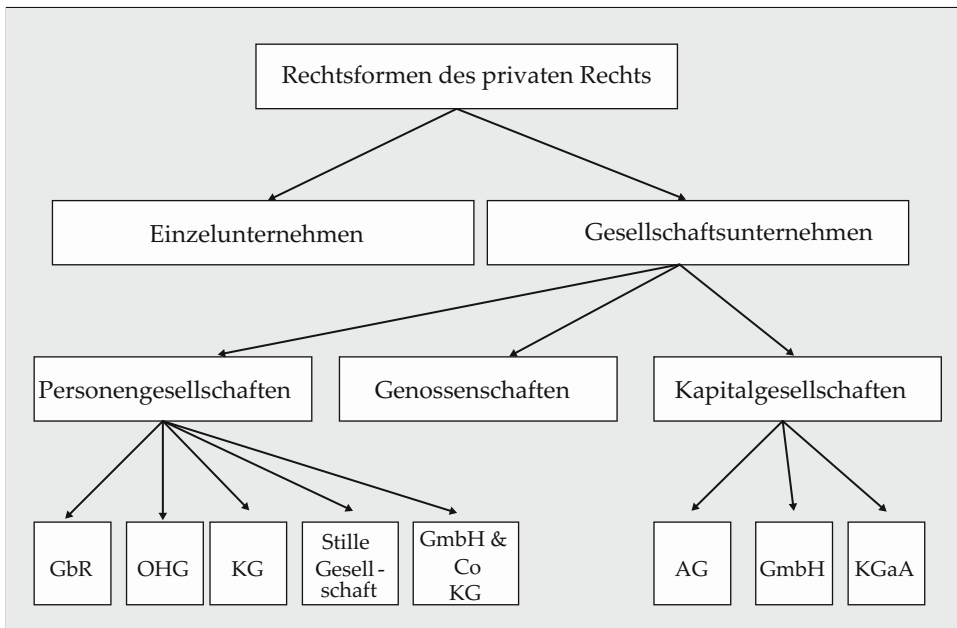 Rechtsformen des privaten Rechts
Einzelunternehmen
Gesellschaftsunternehmen
Personengesellschaften
Genossenschaften
Kapitalgesellschaften
GbR
OHG
KG
Stille
Gesell-
schaft
GmbH &
Co
KG
AG
GmbH
KGaA